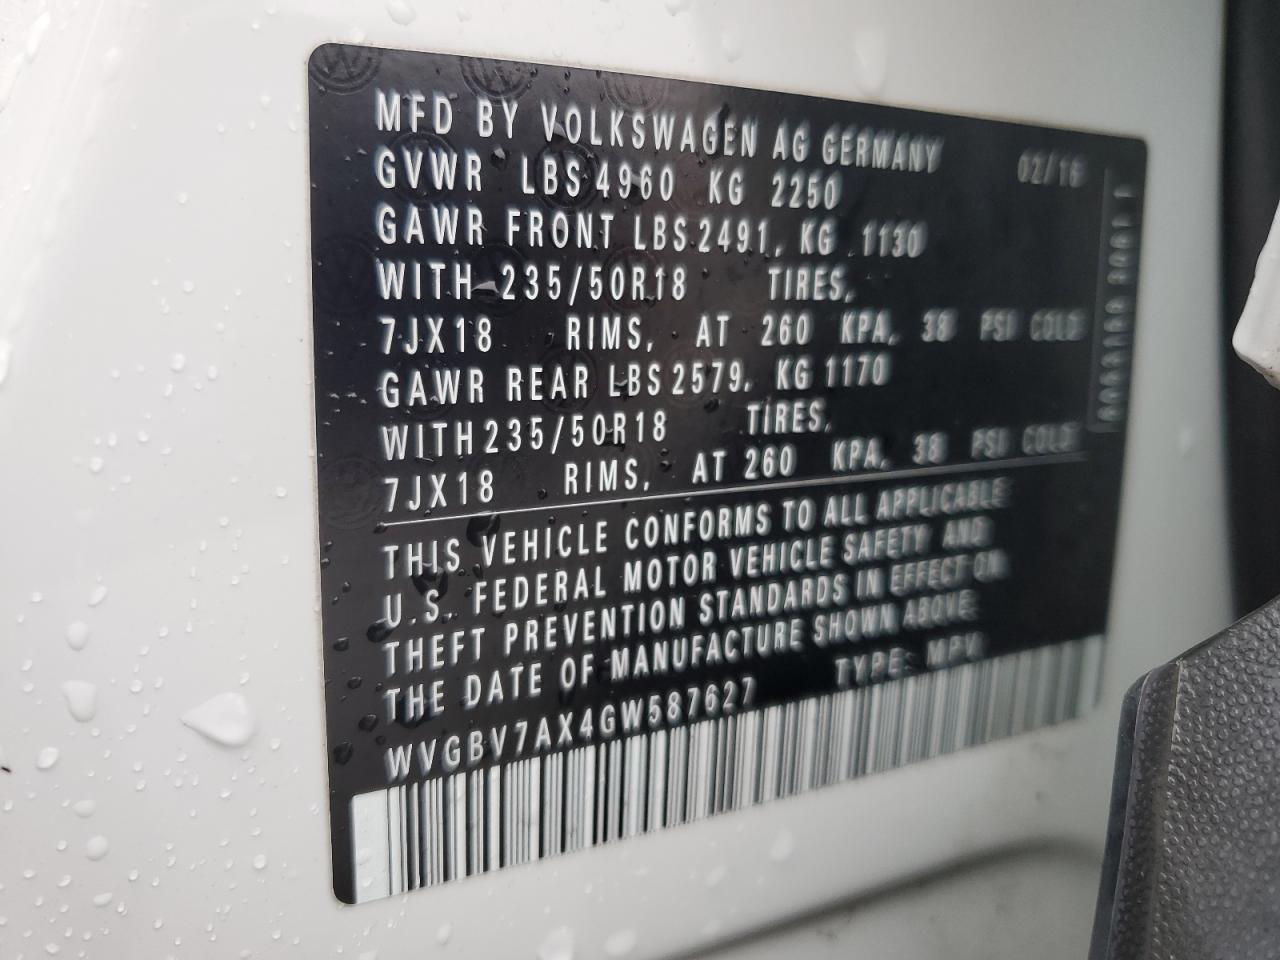 MFD BY VOLKSWAGEN AG GERMANY 02/16
GVWR LBS 4960 KG 2250
GAWR FRONT LBS 2491, KG 1130
WITH 235/50R18 TIRES,
7JX18 RIMS, AT 260 KPA, 38 PSI COLD
GAWR REAR LBS 2579, KG 1170
WITH 235/50R18 TIRES,
7JX18 RIMS, AT 260 KPA, 38 PSI COLD
THIS VEHICLE CONFORMS TO ALL APPLICABLE
U.S. FEDERAL MOTOR VEHICLE SAFETY AND
THEFT PREVENTION STANDARDS IN EFFECT ON
THE DATE OF MANUFACTURE SHOWN ABOVE.
WVGBV7AX4GW587627 TYPE: MPV